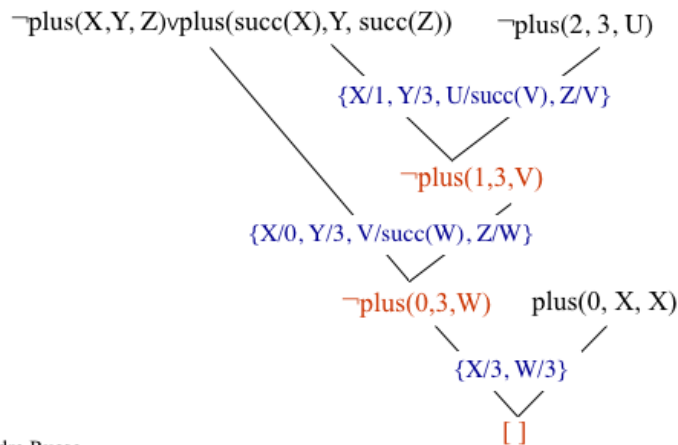 ¬plus(X,Y, Z)∨plus(succ(X),Y, succ(Z)) ¬plus(2, 3, U)
{X/1, Y/3, U/succ(V), Z/V}
¬plus(1,3,V)
{X/0, Y/3, V/succ(W), Z/W}
¬plus(0,3,W) plus(0, X, X)
{X/3, W/3}
[ ]